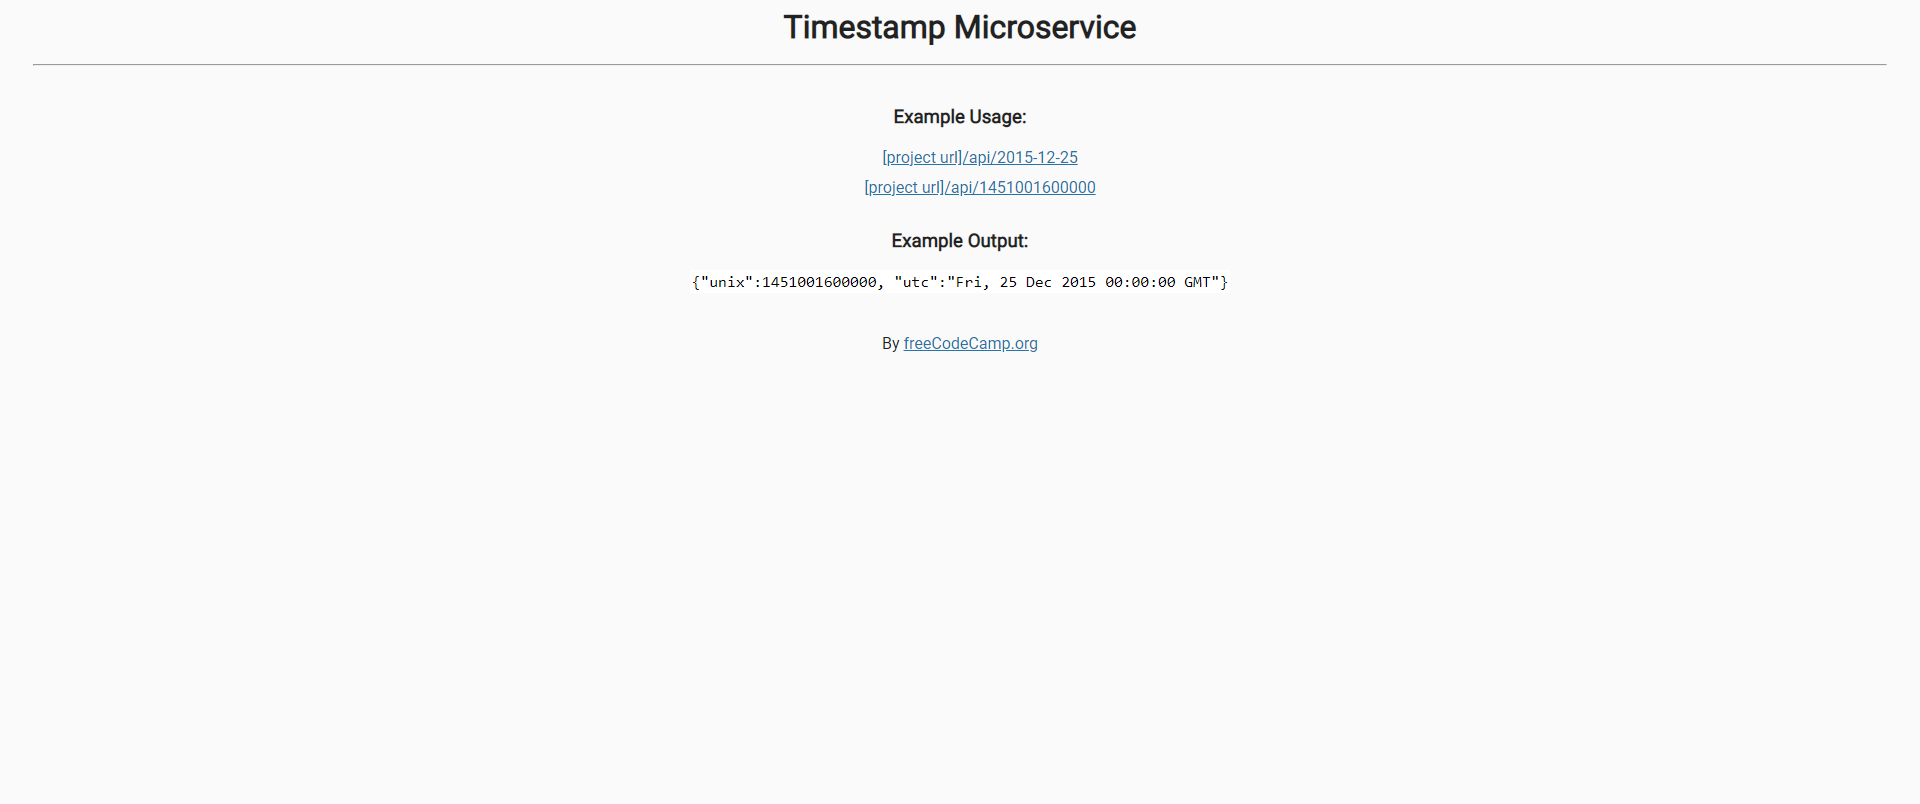 Timestamp Microservice
Example Usage:
[project url]/api/2015-12-25
[project url]/api/1451001600000
Example Output:
{"unix":1451001600000, "utc":"Fri, 25 Dec 2015 00:00:00 GMT"}
By freeCodeCamp.org